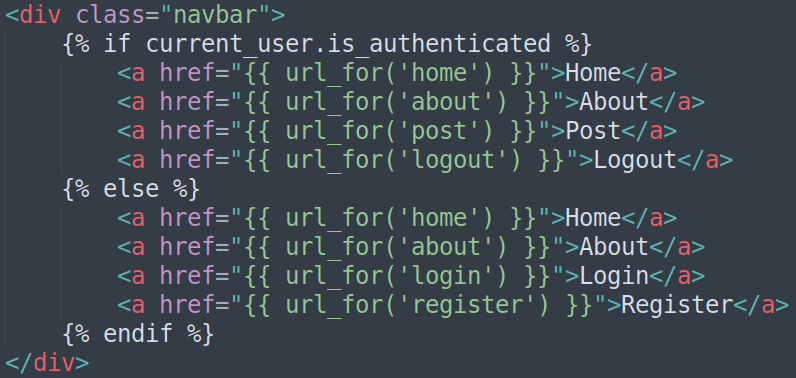 <div class="navbar">
    {% if current_user.is_authenticated %}
        <a href="{{ url_for('home') }}">Home</a>
        <a href="{{ url_for('about') }}">About</a>
        <a href="{{ url_for('post') }}">Post</a>
        <a href="{{ url_for('logout') }}">Logout</a>
    {% else %}
        <a href="{{ url_for('home') }}">Home</a>
        <a href="{{ url_for('about') }}">About</a>
        <a href="{{ url_for('login') }}">Login</a>
        <a href="{{ url_for('register') }}">Register</a>
    {% endif %}
</div>